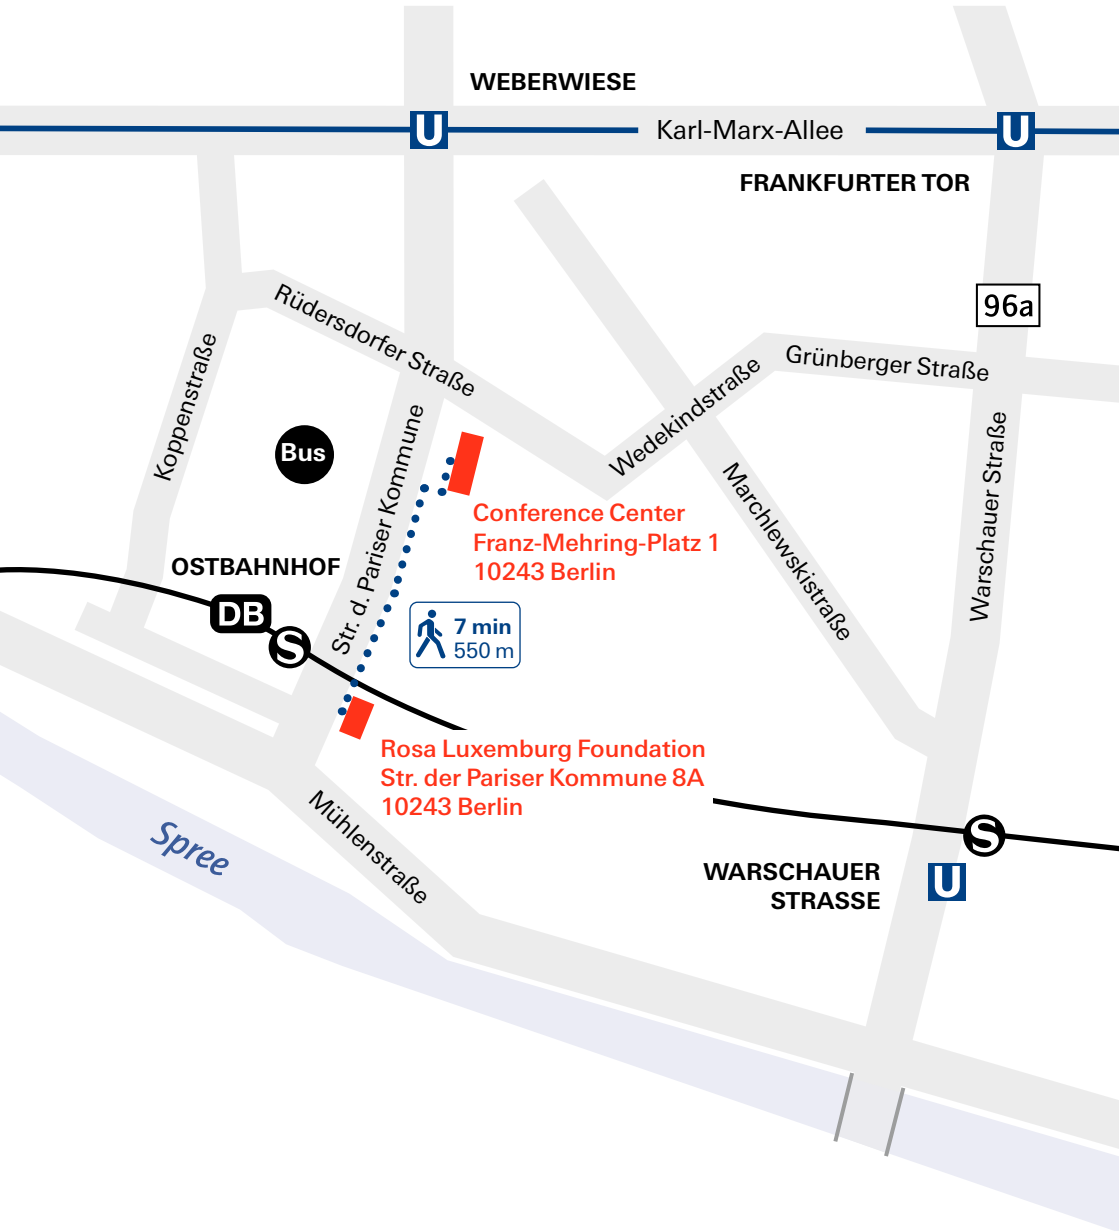 WEBERWIESE
U
Karl-Marx-Allee
U
FRANKFURTER TOR
96a
Rüdersdorfer Straße
Grünberger Straße
Wedekindstraße
Koppenstraße
Bus
Str. d. Pariser Kommune
Marchlewskistraße
Warschauer Straße
Conference Center
Franz-Mehring-Platz 1
10243 Berlin
OSTBAHNHOF
DB
S
7 min
550 m
Rosa Luxemburg Foundation
Str. der Pariser Kommune 8A
10243 Berlin
Mühlenstraße
Spree
S
WARSCHAUER
STRASSE
U